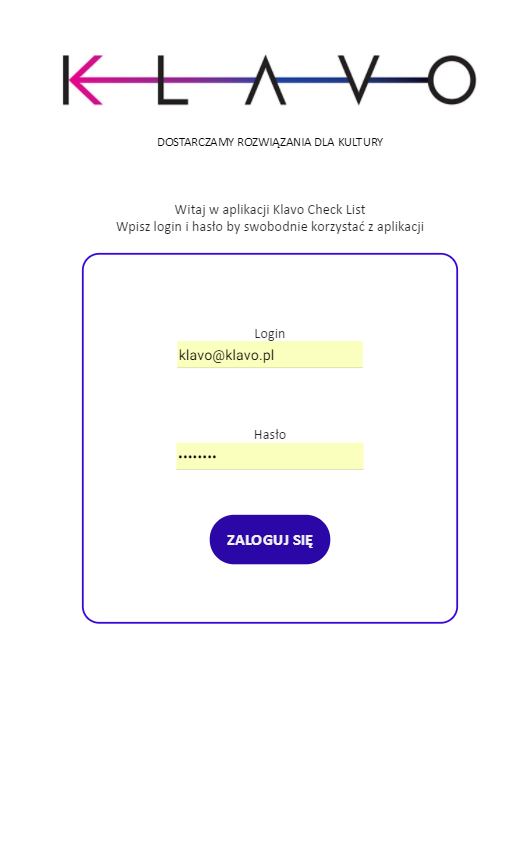 KLAVO
DOSTARCZAMY ROZWIĄZANIA DLA KULTURY
Witaj w aplikacji Klavo Check List
Wpisz login i hasło by swobodnie korzystać z aplikacji
Login
klavo@klavo.pl
Hasło
••••••••
ZALOGUJ SIĘ